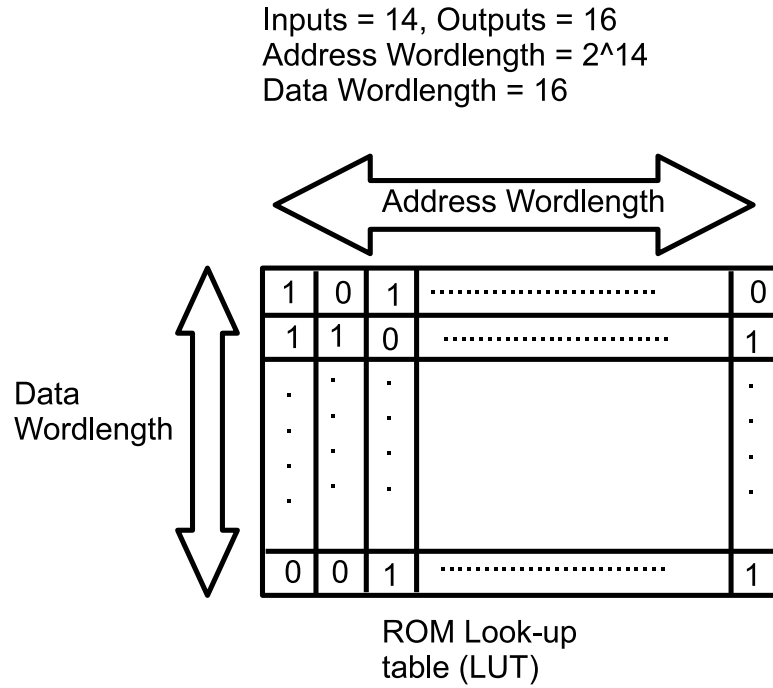 Inputs = 14, Outputs = 16
Address Wordlength = 2^14
Data Wordlength = 16
Address Wordlength
1 0 1 ........................... 0
1 1 0 ........................... 1
Data
Wordlength
0 0 1 ........................... 1
ROM Look-up
table (LUT)